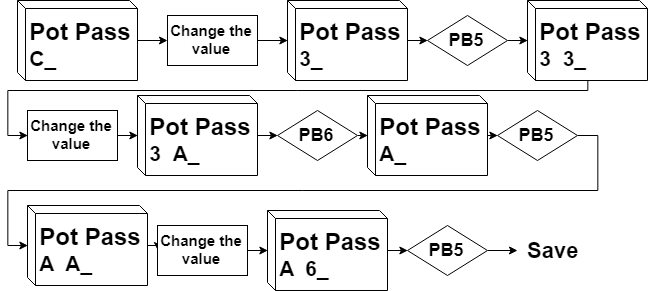 Pot Pass
C_
Change the
value
Pot Pass
3_
PB5
Pot Pass
3 3_
Change the
value
Pot Pass
3 A_
PB6
Pot Pass
A_
PB5
Pot Pass
A A_
Change the
value
Pot Pass
A 6_
PB5
Save